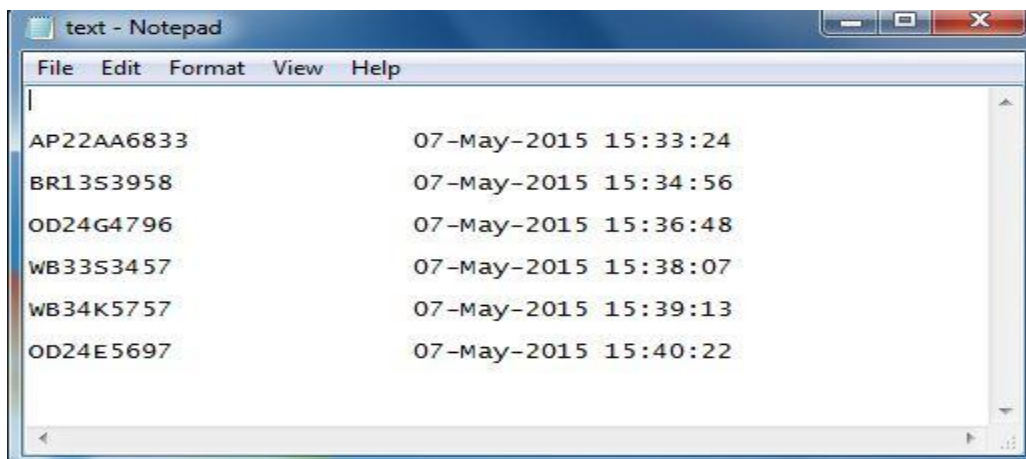 text - Notepad
File Edit Format View Help
AP22AA6833 07-May-2015 15:33:24
BR13S3958 07-May-2015 15:34:56
OD24G4796 07-May-2015 15:36:48
WB33S3457 07-May-2015 15:38:07
WB34K5757 07-May-2015 15:39:13
OD24E5697 07-May-2015 15:40:22